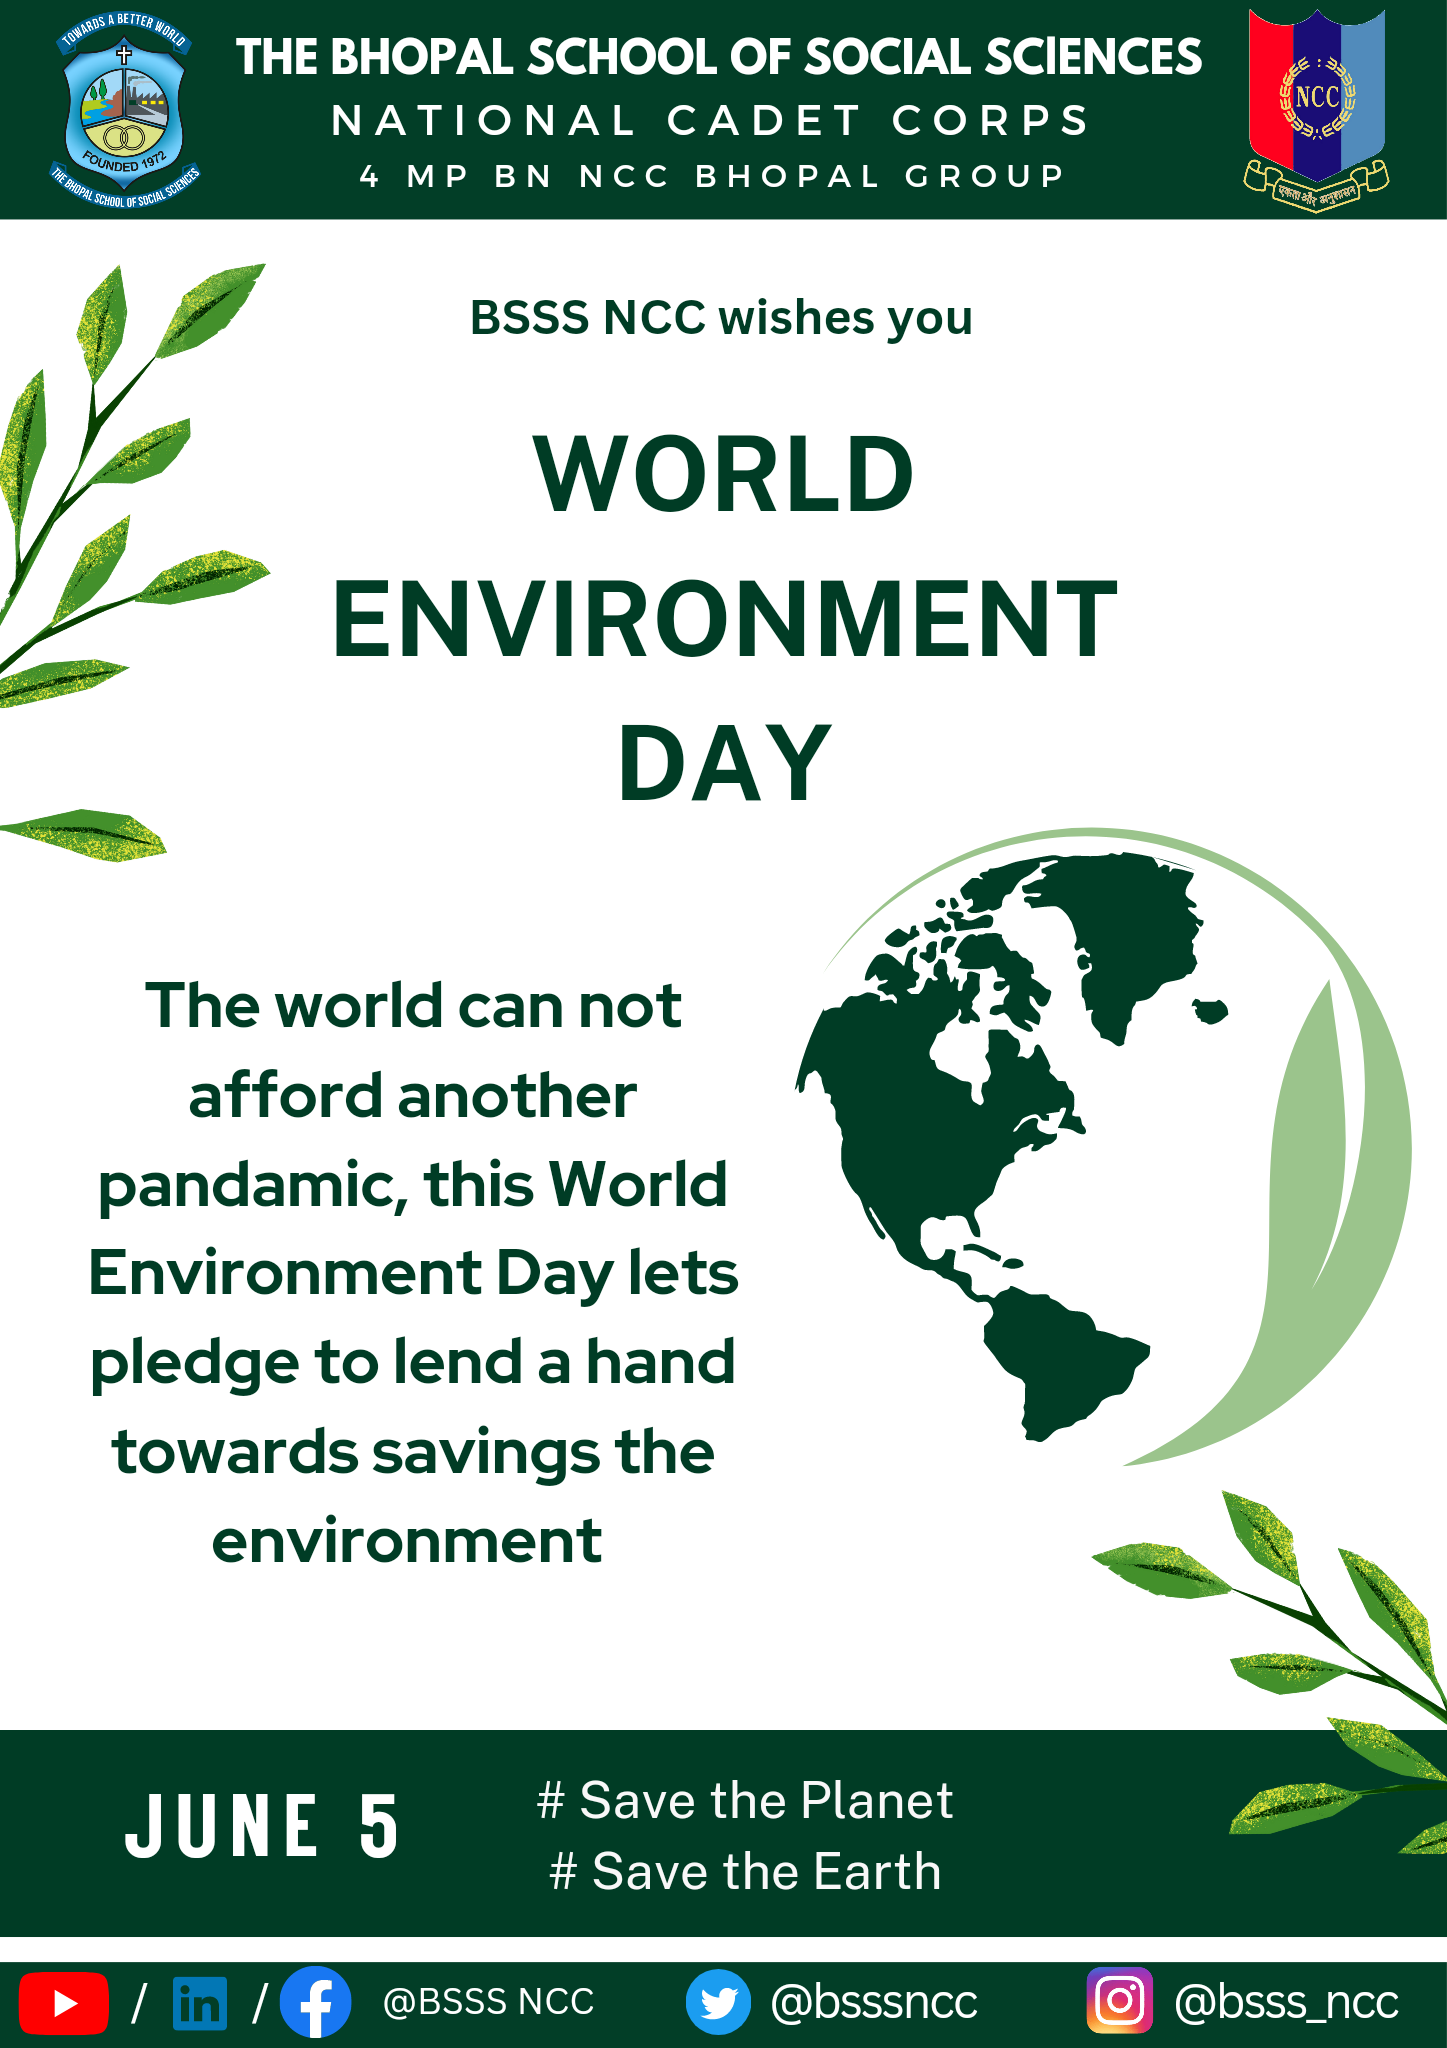 TOWARDS A BETTER WORLD
FOUNDED 1972
THE BHOPAL SCHOOL OF SOCIAL SCIENCES
THE BHOPAL SCHOOL OF SOCIAL SCIENCES
NATIONAL CADET CORPS
4 MP BN NCC BHOPAL GROUP
NCC
एकता और अनुशासन
BSSS NCC wishes you
WORLD
ENVIRONMENT
DAY
The world can not
afford another
pandamic, this World
Environment Day lets
pledge to lend a hand
towards savings the
environment
JUNE 5
# Save the Planet
# Save the Earth
/ in / f @BSSS NCC @bsssncc @bsss_ncc